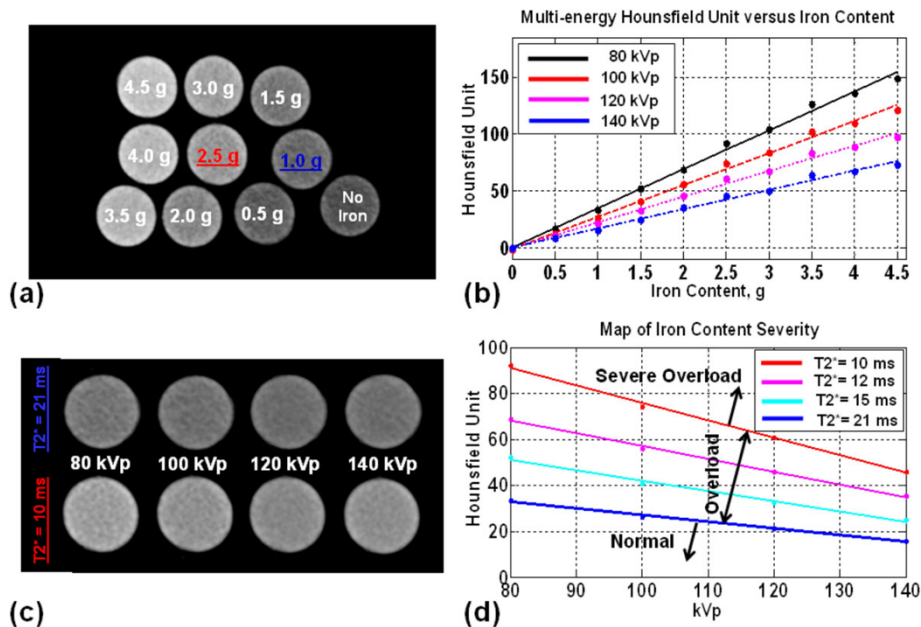 4.5 g 3.0 g 1.5 g
4.0 g 2.5 g 1.0 g
3.5 g 2.0 g 0.5 g No Iron
(a)
Multi-energy Hounsfield Unit versus Iron Content
80 kVp
100 kVp
120 kVp
140 kVp
Hounsfield Unit
150
100
50
0
0 0.5 1 1.5 2 2.5 3 3.5 4 4.5
Iron Content, g
(b)
T2*= 21 ms
80 kVp 100 kVp 120 kVp 140 kVp
T2*= 10 ms
(c)
Map of Iron Content Severity
T2*= 10 ms
T2*= 12 ms
T2*= 15 ms
T2*= 21 ms
Severe Overload
Overload
Normal
Hounsfield Unit
100
80
60
40
20
0
80 90 100 110 120 130 140
kVp
(d)